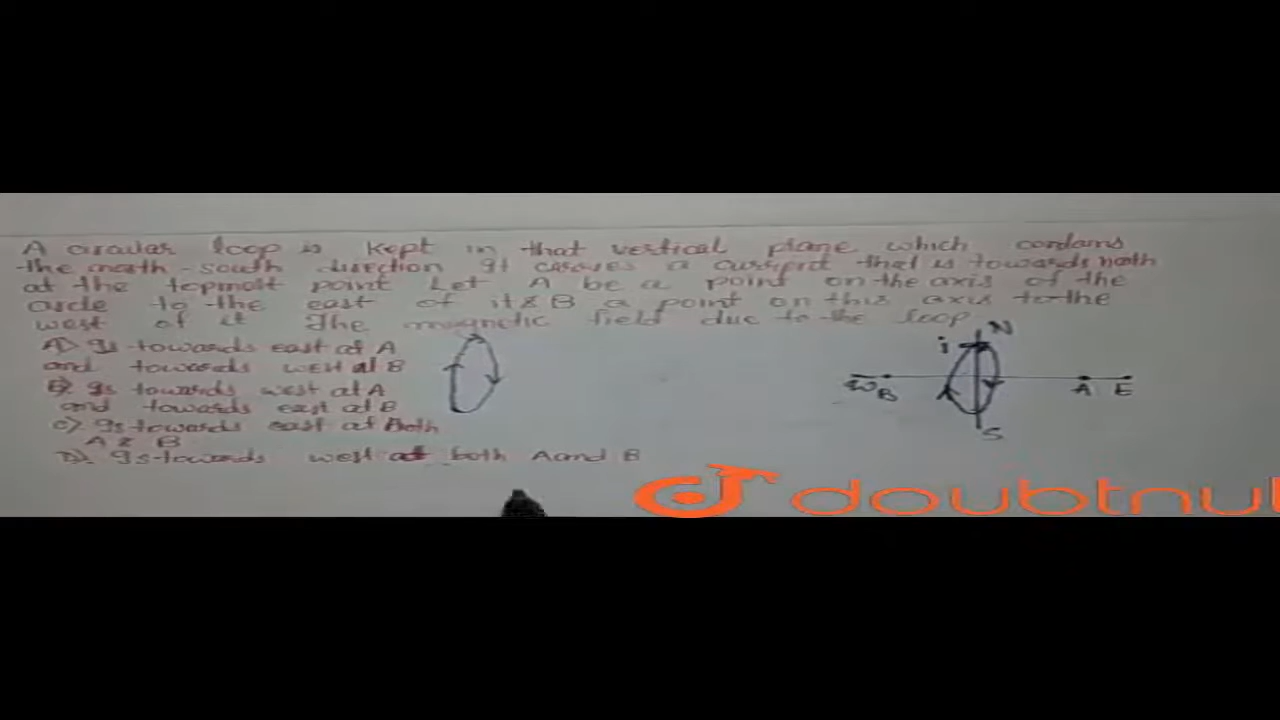 A circular loop is kept in that vertical plane which contains
the north-south direction It carries a current that is towards north
at the topmost point Let A be a point on the axis of the
circle to the east of it & B a point on this axis to the
west of it The magnetic field due to the loop
A) Is towards east at A
and towards west at B
B) Is towards west at A
and towards east at B
C) Is towards east at both
A & B
D) Is towards west at both A and B
N
i
W B A E
S
doubtnut